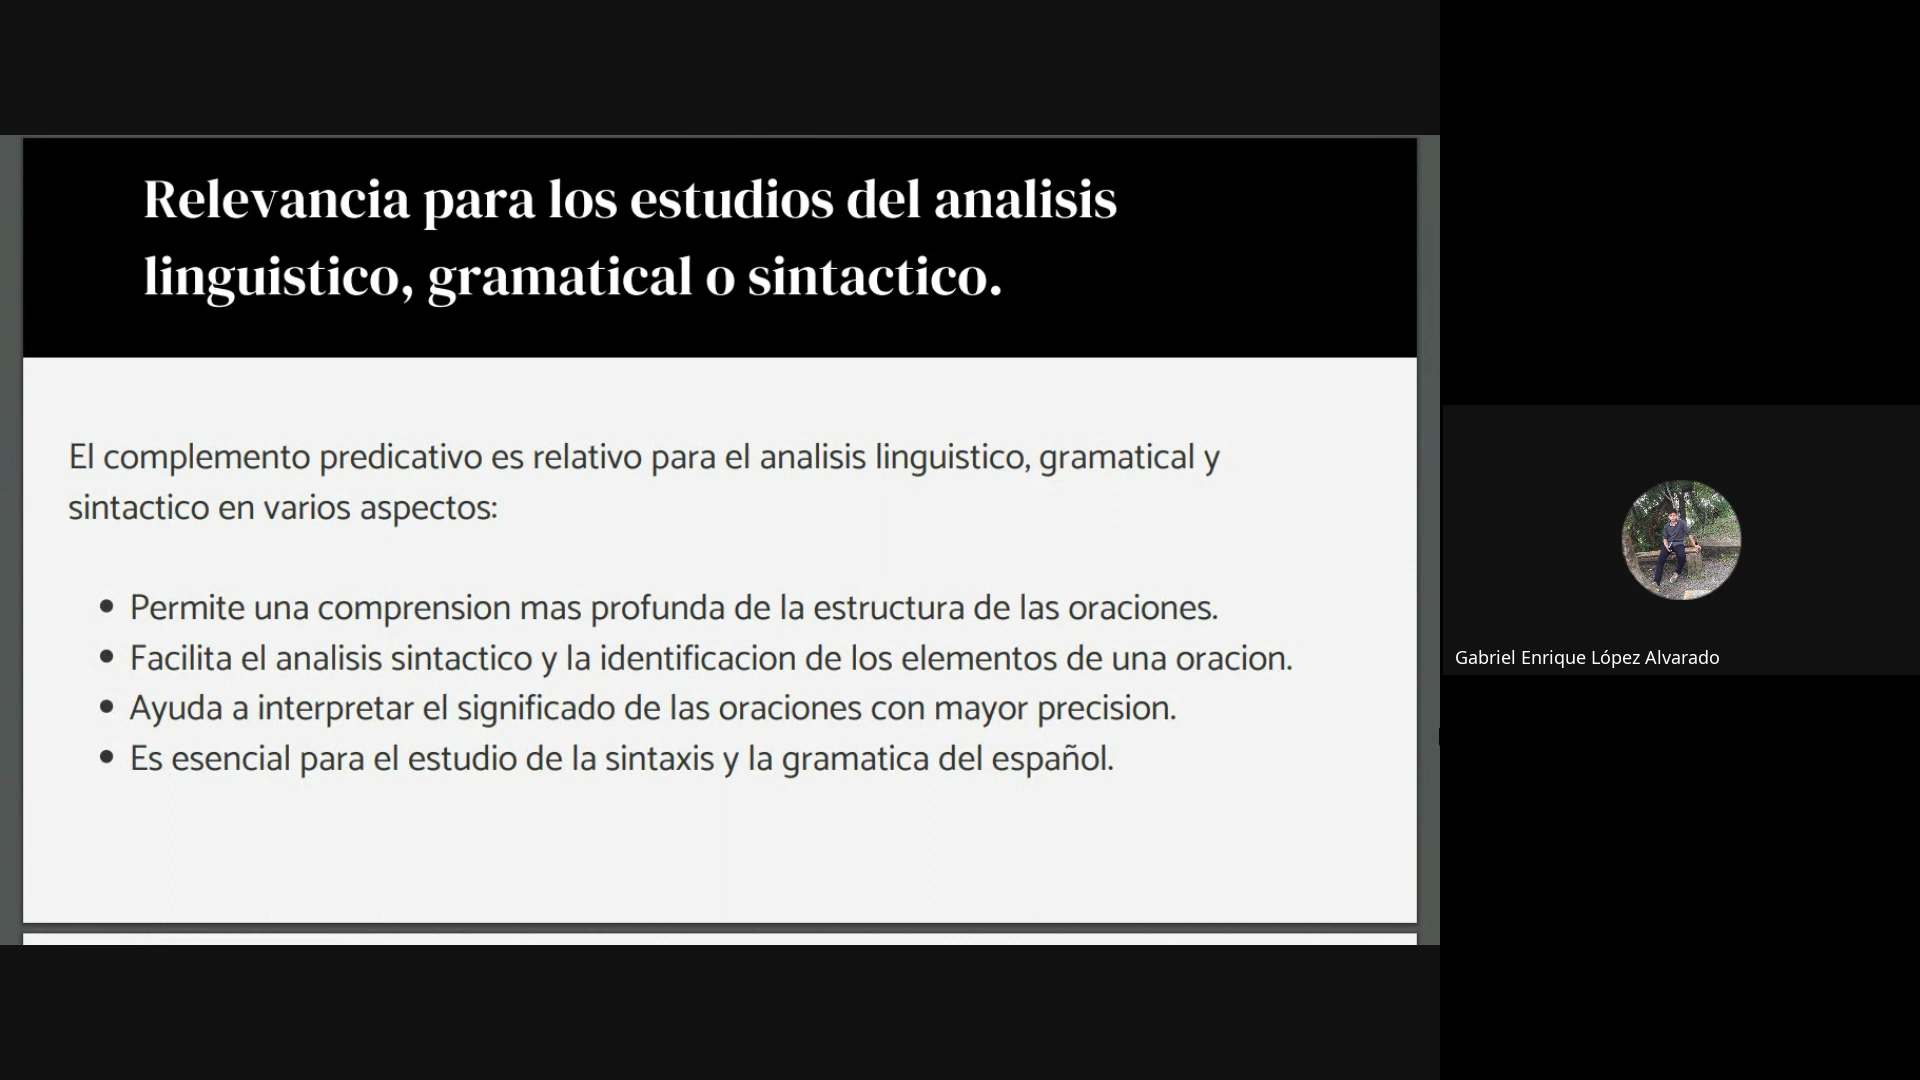 Relevancia para los estudios del analisis
linguistico, gramatical o sintactico.
El complemento predicativo es relativo para el analisis linguistico, gramatical y
sintactico en varios aspectos:
• Permite una comprension mas profunda de la estructura de las oraciones.
• Facilita el analisis sintactico y la identificacion de los elementos de una oracion.
• Ayuda a interpretar el significado de las oraciones con mayor precision.
• Es esencial para el estudio de la sintaxis y la gramatica del español.
Gabriel Enrique López Alvarado